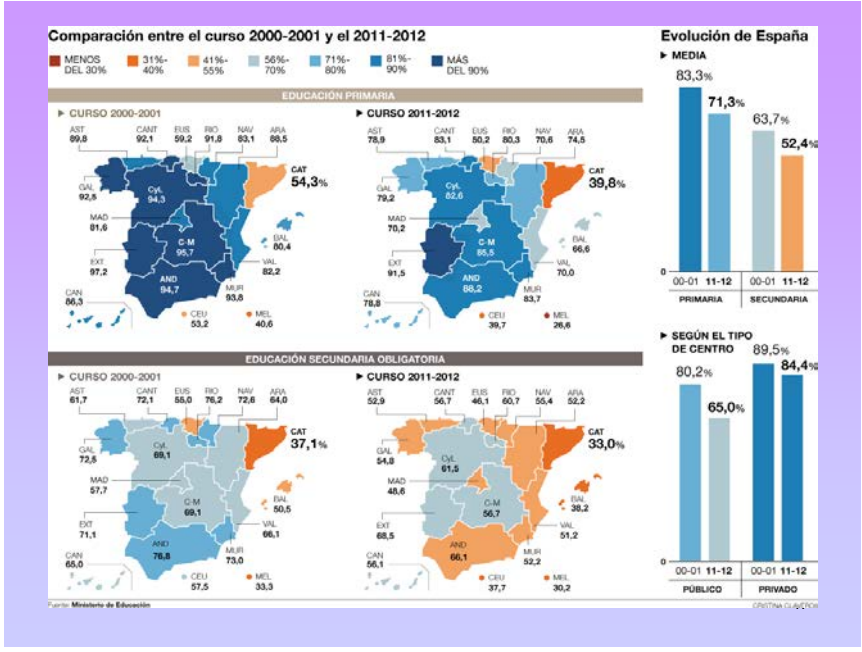 Comparación entre el curso 2000-2001 y el 2011-2012
MENOS DEL 30%
31%-40%
41%-55%
56%-70%
71%-80%
81%-90%
MÁS DEL 90%
EDUCACIÓN PRIMARIA
▶ CURSO 2000-2001
AST 89,8
CANT 92,1
EUS 59,2
RIO 91,8
NAV 83,1
ARA 88,5
CAT 54,3%
GAL 92,8
CyL 94,3
MAD 81,6
C-M 95,7
BAL 80,4
EXT 97,2
VAL 82,2
AND 94,7
MUR 93,8
CAN 86,3
CEU 53,2
MEL 40,6
▶ CURSO 2011-2012
AST 78,9
CANT 83,1
EUS 50,2
RIO 80,3
NAV 70,6
ARA 74,5
CAT 39,8%
GAL 79,2
CyL 82,6
MAD 70,2
C-M 85,5
BAL 66,6
EXT 91,5
VAL 70,0
AND 88,2
MUR 83,7
CAN 78,8
CEU 39,7
MEL 26,6
EDUCACIÓN SECUNDARIA OBLIGATORIA
▶ CURSO 2000-2001
AST 61,7
CANT 72,1
EUS 55,0
RIO 76,2
NAV 72,6
ARA 64,0
CAT 37,1%
GAL 72,8
CyL 69,1
MAD 57,7
C-M 69,1
BAL 50,5
EXT 71,1
VAL 66,1
AND 76,8
MUR 73,0
CAN 65,0
CEU 57,5
MEL 33,3
▶ CURSO 2011-2012
AST 52,9
CANT 56,7
EUS 46,1
RIO 60,7
NAV 55,4
ARA 52,2
CAT 33,0%
GAL 54,8
CyL 61,5
MAD 48,6
C-M 56,7
BAL 38,2
EXT 68,5
VAL 51,2
AND 66,1
MUR 52,2
CAN 56,1
CEU 37,7
MEL 30,2
Fuente: Ministerio de Educación
Evolución de España
▶ MEDIA
83,3%
71,3%
63,7%
52,4%
0
00-01 11-12 00-01 11-12
PRIMARIA SECUNDARIA
▶ SEGÚN EL TIPO
DE CENTRO
80,2%
65,0%
89,5%
84,4%
0
00-01 11-12 00-01 11-12
PÚBLICO PRIVADO
CRISTINA